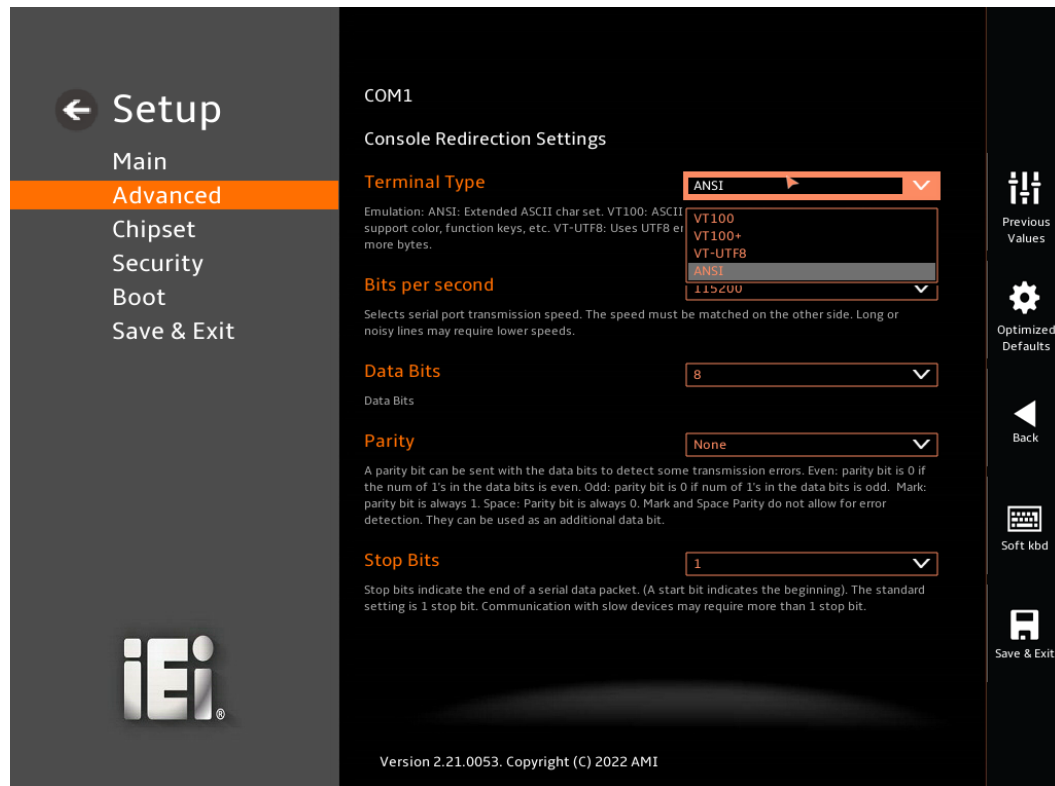 Setup
Main
Advanced
Chipset
Security
Boot
Save & Exit
iEi®
COM1
Console Redirection Settings
Terminal Type
ANSI
Emulation: ANSI: Extended ASCII char set. VT100: ASCII
support color, function keys, etc. VT-UTF8: Uses UTF8
more bytes.
VT100
VT100+
VT-UTF8
ANSI
Bits per second
115200
Selects serial port transmission speed. The speed must be matched on the other side. Long or
noisy lines may require lower speeds.
Data Bits
8
Data Bits
Parity
None
A parity bit can be sent with the data bits to detect some transmission errors. Even: parity bit is 0 if
the num of 1's in the data bits is even. Odd: parity bit is 0 if num of 1's in the data bits is odd. Mark:
parity bit is always 1. Space: Parity bit is always 0. Mark and Space Parity do not allow for error
detection. They can be used as an additional data bit.
Stop Bits
1
Stop bits indicate the end of a serial data packet. (A start bit indicates the beginning). The standard
setting is 1 stop bit. Communication with slow devices may require more than 1 stop bit.
Version 2.21.0053. Copyright (C) 2022 AMI
Previous
Values
Optimized
Defaults
Back
Soft kbd
Save & Exit